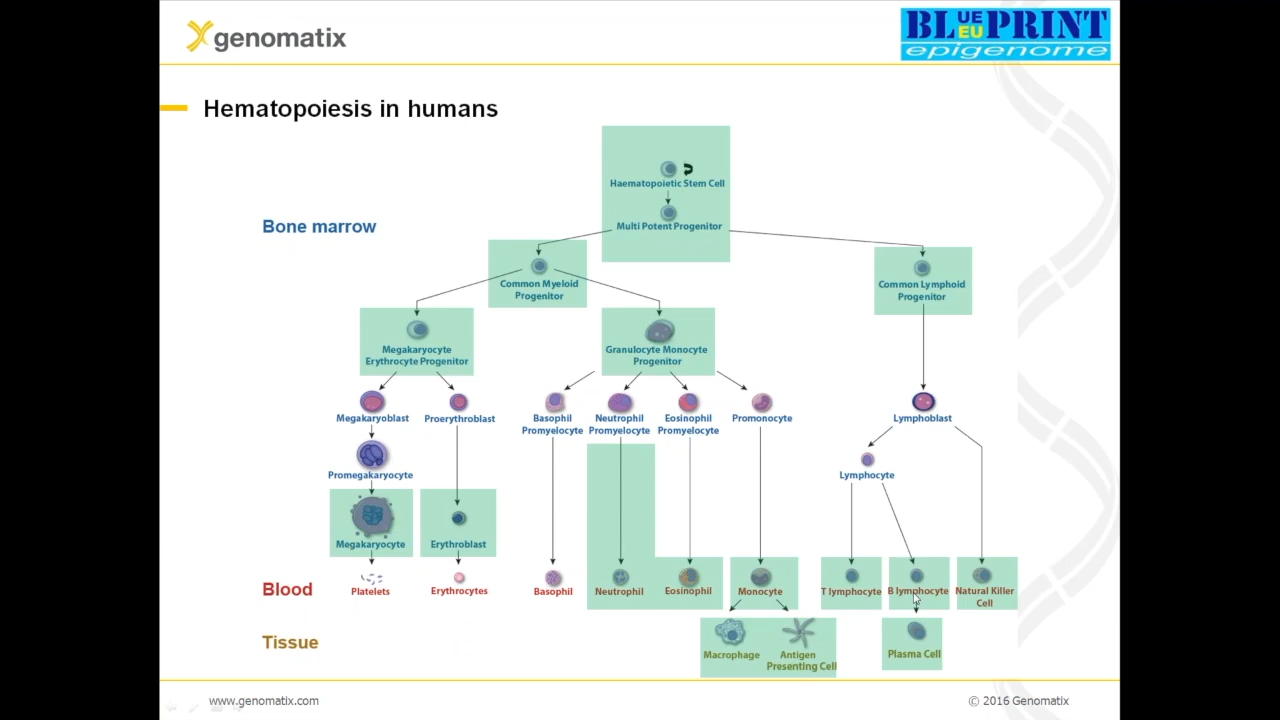 genomatix
BLUEPRINT
EU
epigenome
Hematopoiesis in humans
Haematopoietic Stem Cell
Bone marrow
Multi Potent Progenitor
Common Myeloid
Progenitor
Common Lymphoid
Progenitor
Megakaryocyte
Erythrocyte Progenitor
Granulocyte Monocyte
Progenitor
Megakaryoblast
Proerythroblast
Basophil
Promyelocyte
Neutrophil
Promyelocyte
Eosinophil
Promyelocyte
Promonocyte
Lymphoblast
Promegakaryocyte
Lymphocyte
Megakaryocyte
Erythroblast
Blood
Platelets
Erythrocytes
Basophil
Neutrophil
Eosinophil
Monocyte
T lymphocyte
B lymphocyte
Natural Killer
Cell
Tissue
Macrophage
Antigen
Presenting Cell
Plasma Cell
www.genomatix.com
© 2016 Genomatix